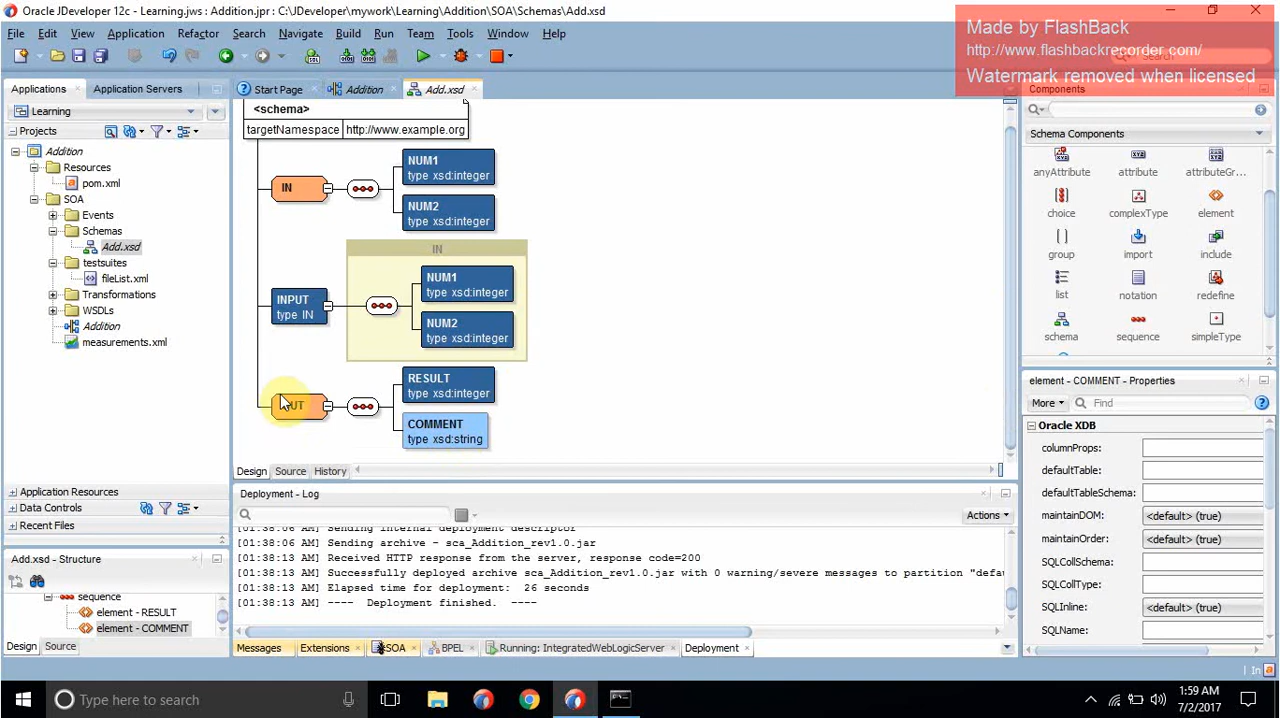 Oracle JDeveloper 12c - Learning.jws : Addition.jpr : C:\JDeveloper\mywork\Learning\Addition\SOA\Schemas\Add.xsd
Made by FlashBack
http://www.flashbackrecorder.com/
Watermark removed when licensed
File Edit View Application Refactor Search Navigate Build Run Team Tools Window Help
Search
Applications Application Servers
Start Page Addition Add.xsd
Components
Learning
Projects
Addition
Resources
pom.xml
SOA
Events
Schemas
Add.xsd
testsuites
fileList.xml
Transformations
WSDLs
Addition
measurements.xml
Application Resources
Data Controls
Recent Files
<schema>
targetNamespace http://www.example.org
IN
NUM1
type xsd:integer
NUM2
type xsd:integer
IN
INPUT
type IN
NUM1
type xsd:integer
NUM2
type xsd:integer
RESULT
type xsd:integer
COMMENT
type xsd:string
Design Source History
Schema Components
anyAttribute attribute attributeGr...
choice complexType element
group import include
list notation redefine
schema sequence simpleType
element - COMMENT - Properties
More Find
Oracle XDB
columnProps:
defaultTable:
defaultTableSchema:
maintainDOM: <default> (true)
maintainOrder: <default> (true)
SQLCollSchema:
SQLCollType:
SQLInline: <default> (true)
SQLName:
Deployment - Log
Actions
[01:38:06 AM] Sending internal deployment descriptor
[01:38:06 AM] Sending archive - sca_Addition_rev1.0.jar
[01:38:13 AM] Received HTTP response from the server, response code=200
[01:38:13 AM] Successfully deployed archive sca_Addition_rev1.0.jar with 0 warning/severe messages to partition "defau
[01:38:13 AM] Elapsed time for deployment: 26 seconds
[01:38:13 AM] ---- Deployment finished. ----
Add.xsd - Structure
sequence
element - RESULT
element - COMMENT
Design Source
Messages Extensions SOA BPEL Running: IntegratedWebLogicServer Deployment
In
Type here to search
1:59 AM
7/2/2017